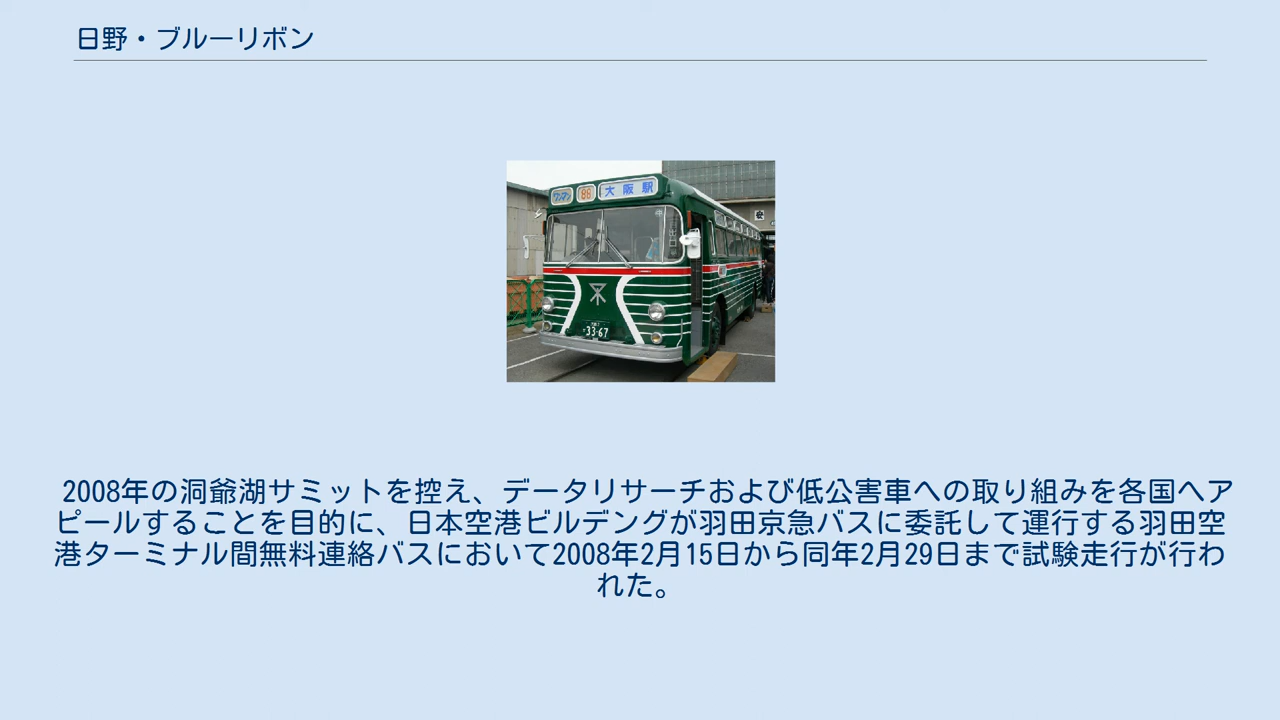 日野・ブルーリボン
ワンマン 88 大阪駅
33-67
2008年の洞爺湖サミットを控え、データリサーチおよび低公害車への取り組みを各国へア
ピールすることを目的に、日本空港ビルデングが羽田京急バスに委託して運行する羽田空
港ターミナル間無料連絡バスにおいて2008年2月15日から同年2月29日まで試験走行が行わ
れた。